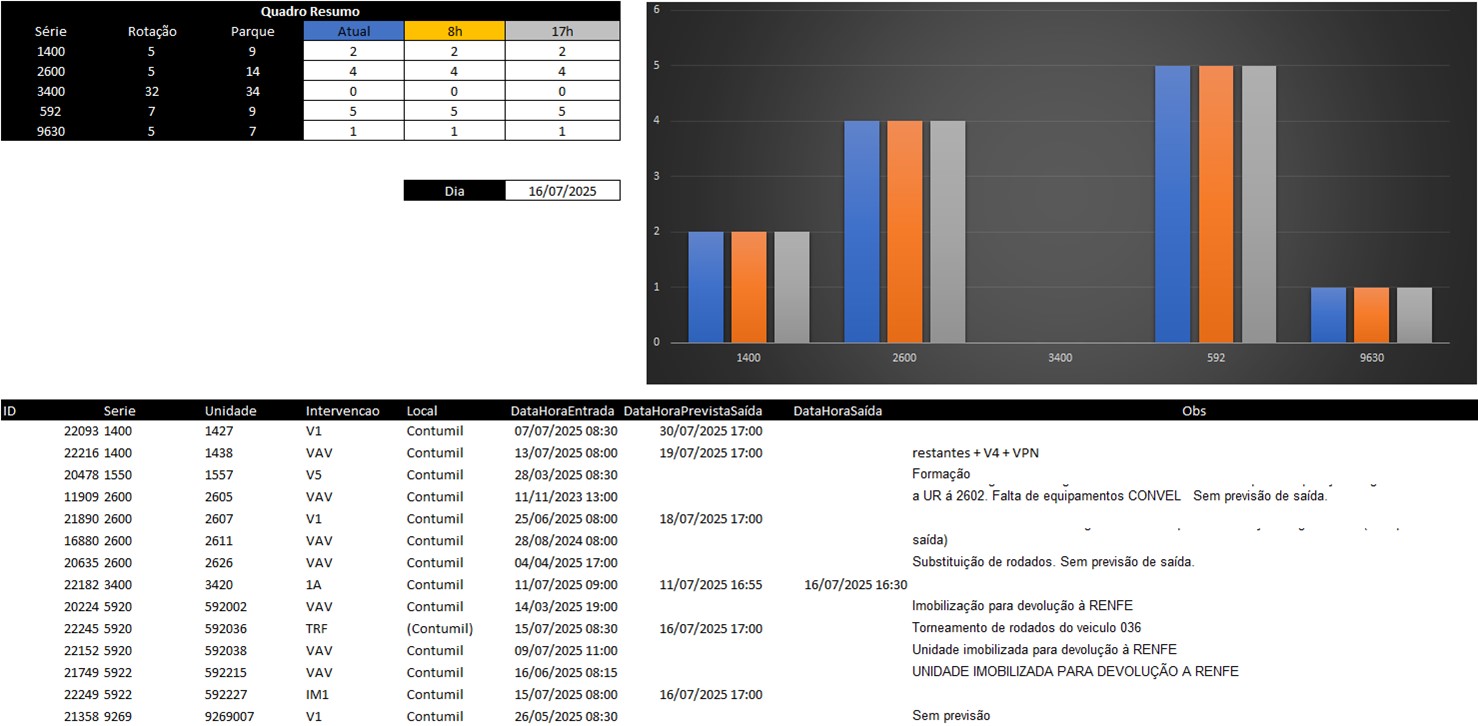 Quadro Resumo
Série Rotação Parque Atual 8h 17h
1400 5 9 2 2 2
2600 5 14 4 4 4
3400 32 34 0 0 0
592 7 9 5 5 5
9630 5 7 1 1 1
Dia 16/07/2025
6
5
4
3
2
1
0
1400 2600 3400 592 9630
ID Serie Unidade Intervencao Local DataHoraEntrada DataHoraPrevistaSaída DataHoraSaída Obs
22093 1400 1427 V1 Contumil 07/07/2025 08:30 30/07/2025 17:00
22216 1400 1438 VAV Contumil 13/07/2025 08:00 19/07/2025 17:00 restantes + V4 + VPN
20478 1550 1557 V5 Contumil 28/03/2025 08:30 Formação
11909 2600 2605 VAV Contumil 11/11/2023 13:00 a UR á 2602. Falta de equipamentos CONVEL Sem previsão de saída.
21890 2600 2607 V1 Contumil 25/06/2025 08:00 18/07/2025 17:00
16880 2600 2611 VAV Contumil 28/08/2024 08:00 saída)
20635 2600 2626 VAV Contumil 04/04/2025 17:00 Substituição de rodados. Sem previsão de saída.
22182 3400 3420 1A Contumil 11/07/2025 09:00 11/07/2025 16:55 16/07/2025 16:30
20224 5920 592002 VAV Contumil 14/03/2025 19:00 Imobilização para devolução à RENFE
22245 5920 592036 TRF (Contumil) 15/07/2025 08:30 16/07/2025 17:00 Torneamento de rodados do veiculo 036
22152 5920 592038 VAV Contumil 09/07/2025 11:00 Unidade imobilizada para devolução à RENFE
21749 5922 592215 VAV Contumil 16/06/2025 08:15 UNIDADE IMOBILIZADA PARA DEVOLUÇÃO A RENFE
22249 5922 592227 IM1 Contumil 15/07/2025 08:00 16/07/2025 17:00
21358 9269 9269007 V1 Contumil 26/05/2025 08:30 Sem previsão